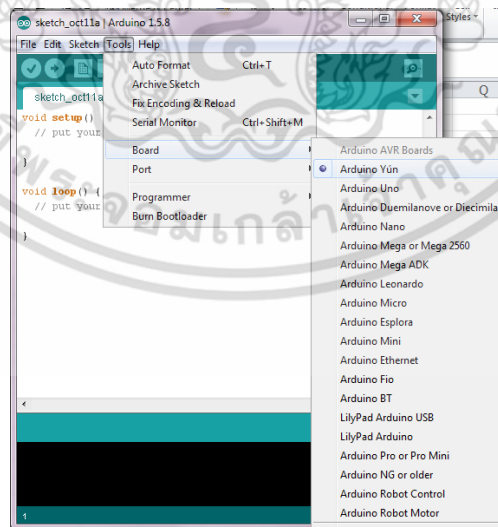 sketch_oct11a | Arduino 1.5.8
Styles
File Edit Sketch Tools Help
sketch_oct11a
void setup()
// put your
}
void loop() {
// put your
}
Auto Format Ctrl+T
Archive Sketch
Fix Encoding & Reload
Serial Monitor Ctrl+Shift+M
Board
Port
Programmer
Burn Bootloader
Q
Arduino AVR Boards
Arduino Yún
Arduino Uno
Arduino Duemilanove or Diecimila
Arduino Nano
Arduino Mega or Mega 2560
Arduino Mega ADK
Arduino Leonardo
Arduino Micro
Arduino Esplora
Arduino Mini
Arduino Ethernet
Arduino Fio
Arduino BT
LilyPad Arduino USB
LilyPad Arduino
Arduino Pro or Pro Mini
Arduino NG or older
Arduino Robot Control
Arduino Robot Motor
1